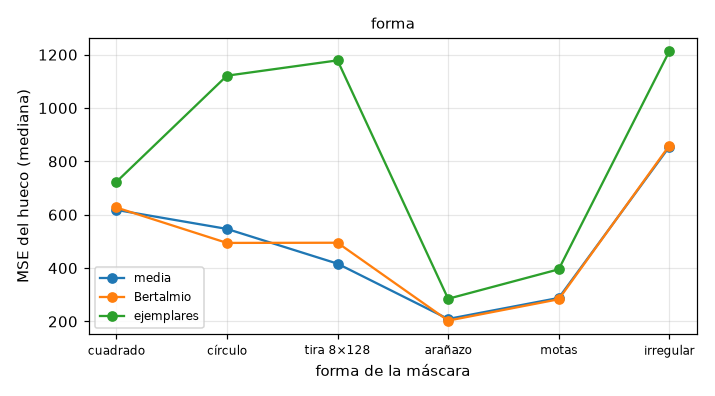 forma
1200
1000
800
600
400
200
MSE del hueco (mediana)
media
Bertalmio
ejemplares
cuadrado círculo tira 8×128 arañazo motas irregular
forma de la máscara